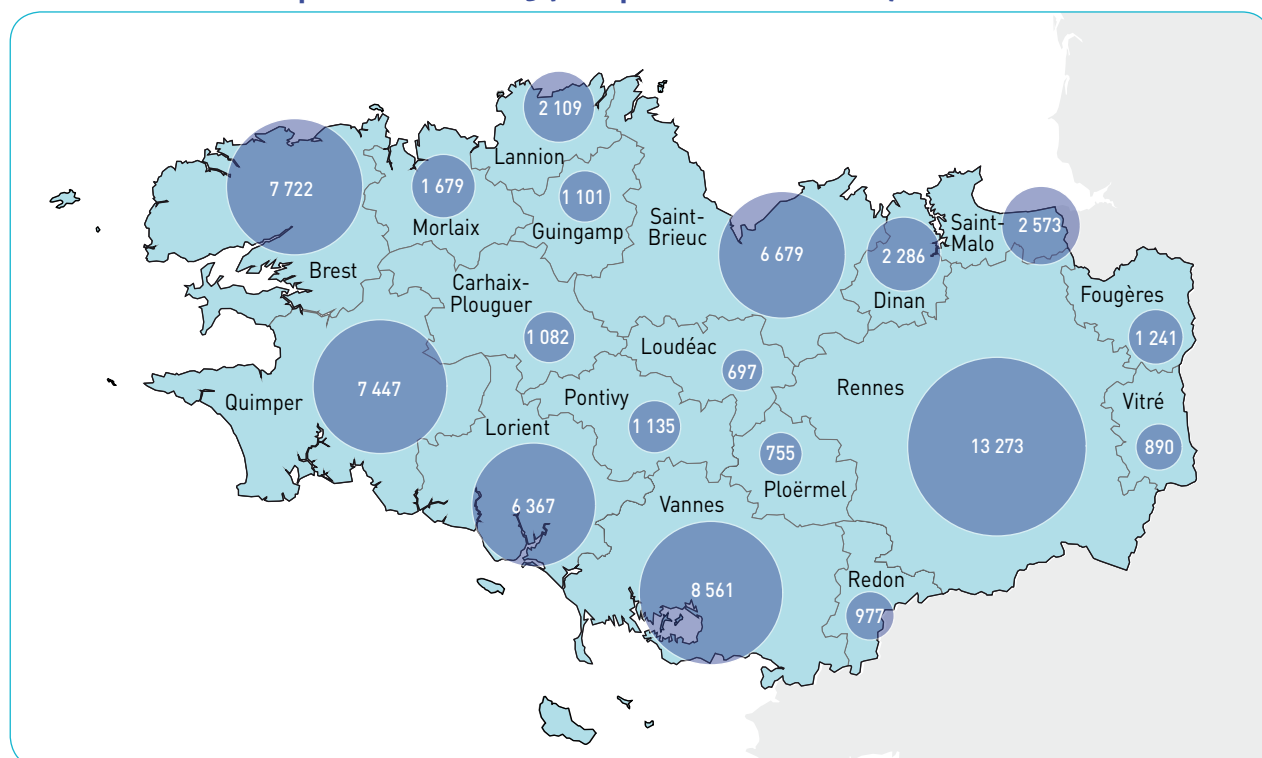 2 109
Lannion
7 722
1 679
Morlaix
1 101
Guingamp
Saint-
Brieuc
6 679
2 286
Dinan
Saint-
Malo
2 573
Brest
Carhaix-
Plouguer
1 082
Fougères
1 241
Loudéac
697
Rennes
13 273
Vitré
890
Quimper
7 447
Pontivy
1 135
Lorient
6 367
755
Ploërmel
Vannes
8 561
Redon
977